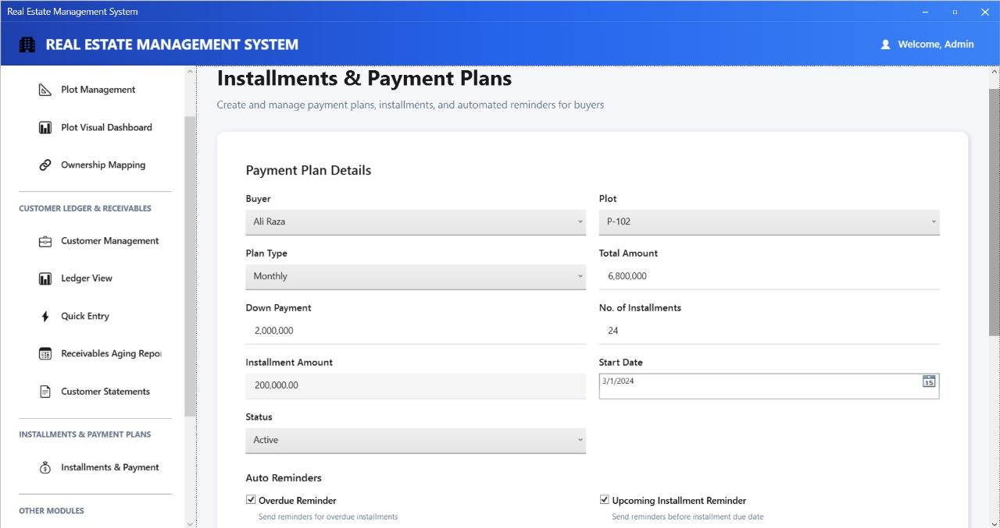 Real Estate Management System
REAL ESTATE MANAGEMENT SYSTEM
Welcome, Admin
Plot Management
Plot Visual Dashboard
Ownership Mapping
CUSTOMER LEDGER & RECEIVABLES
Customer Management
Ledger View
Quick Entry
Receivables Aging Repo
Customer Statements
INSTALLMENTS & PAYMENT PLANS
Installments & Payment
OTHER MODULES
Installments & Payment Plans
Create and manage payment plans, installments, and automated reminders for buyers
Payment Plan Details
Buyer
Ali Raza
Plot
P-102
Plan Type
Monthly
Total Amount
6,800,000
Down Payment
2,000,000
No. of Installments
24
Installment Amount
200,000.00
Start Date
3/1/2024
15
Status
Active
Auto Reminders
Overdue Reminder
Send reminders for overdue installments
Upcoming Installment Reminder
Send reminders before installment due date